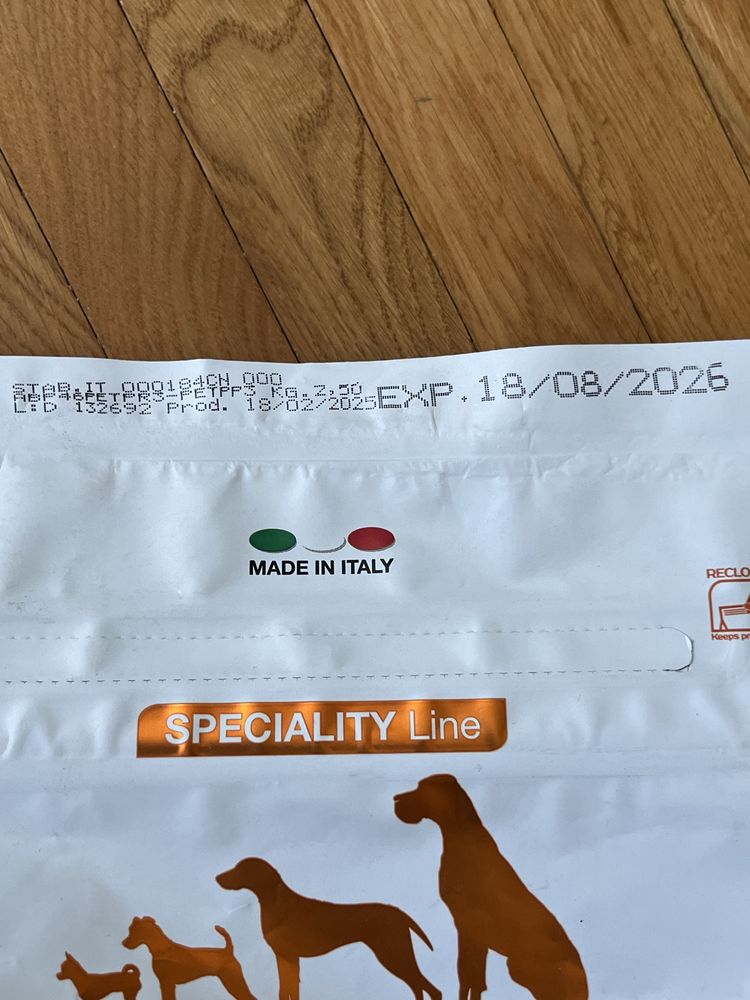 STAB.IT 000184CN 000
ABP46PETPR3-PETPP3 Kg.2,50
L:D 132692 Prod. 18/02/2025
EXP. 18/08/2026
MADE IN ITALY
RECLO
Keeps pr
SPECIALITY Line